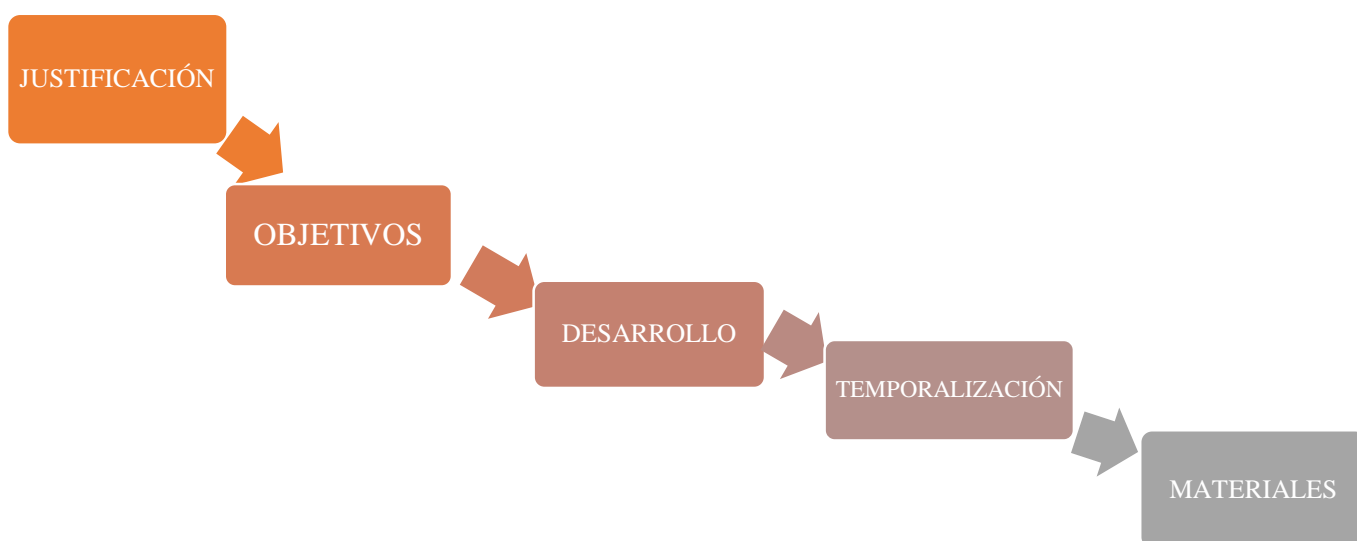 JUSTIFICACIÓN
OBJETIVOS
DESARROLLO
TEMPORALIZACIÓN
MATERIALES